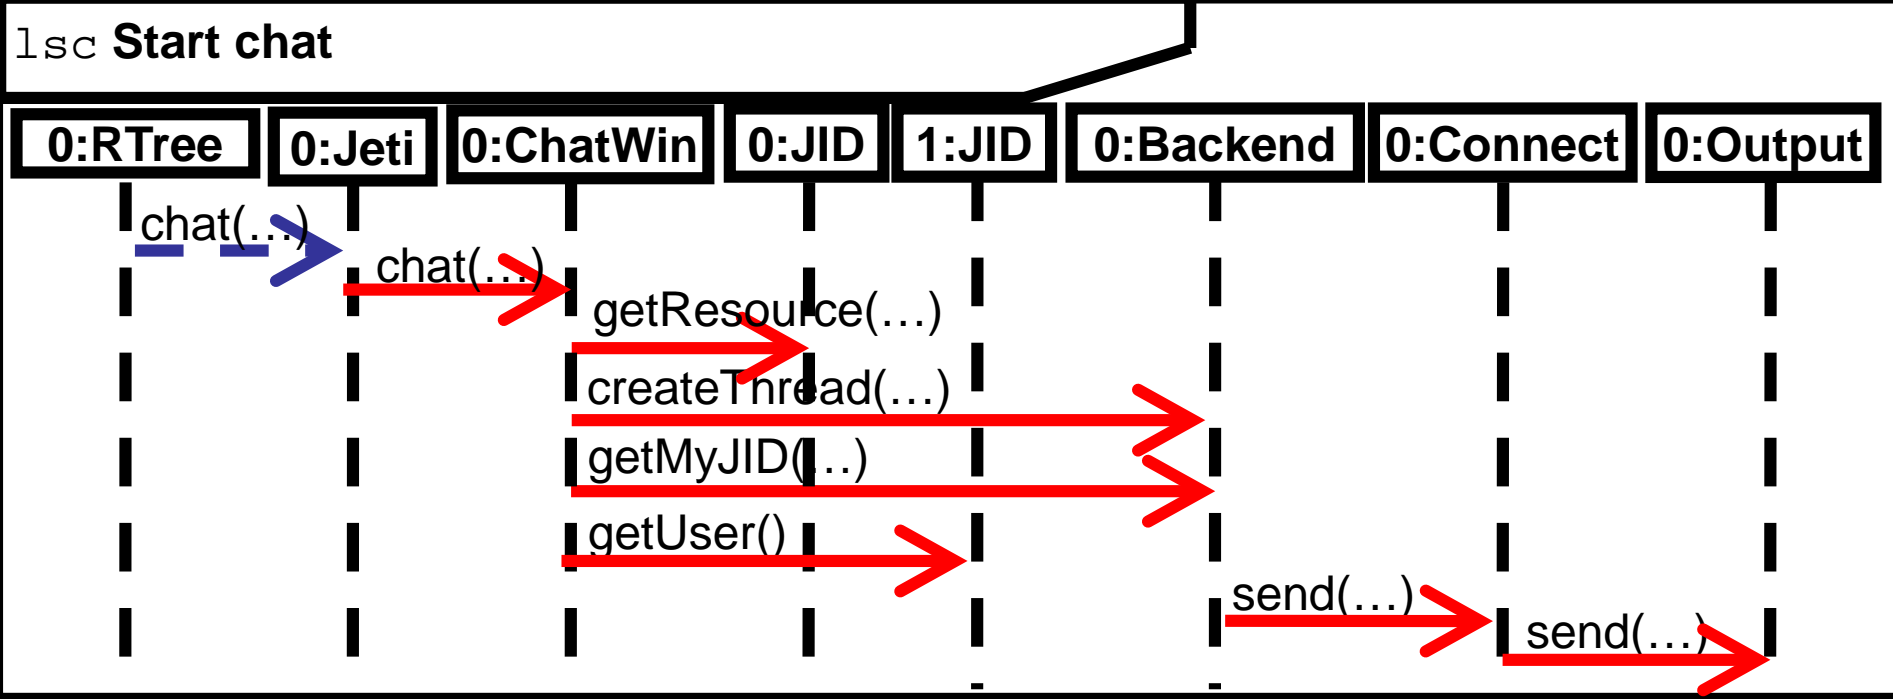 lsc Start chat
0:RTree 0:Jeti 0:ChatWin 0:JID 1:JID 0:Backend 0:Connect 0:Output
chat(…)
chat(…)
getResource(…)
createThread(…)
getMyJID(…)
getUser()
send(…)
send(…)